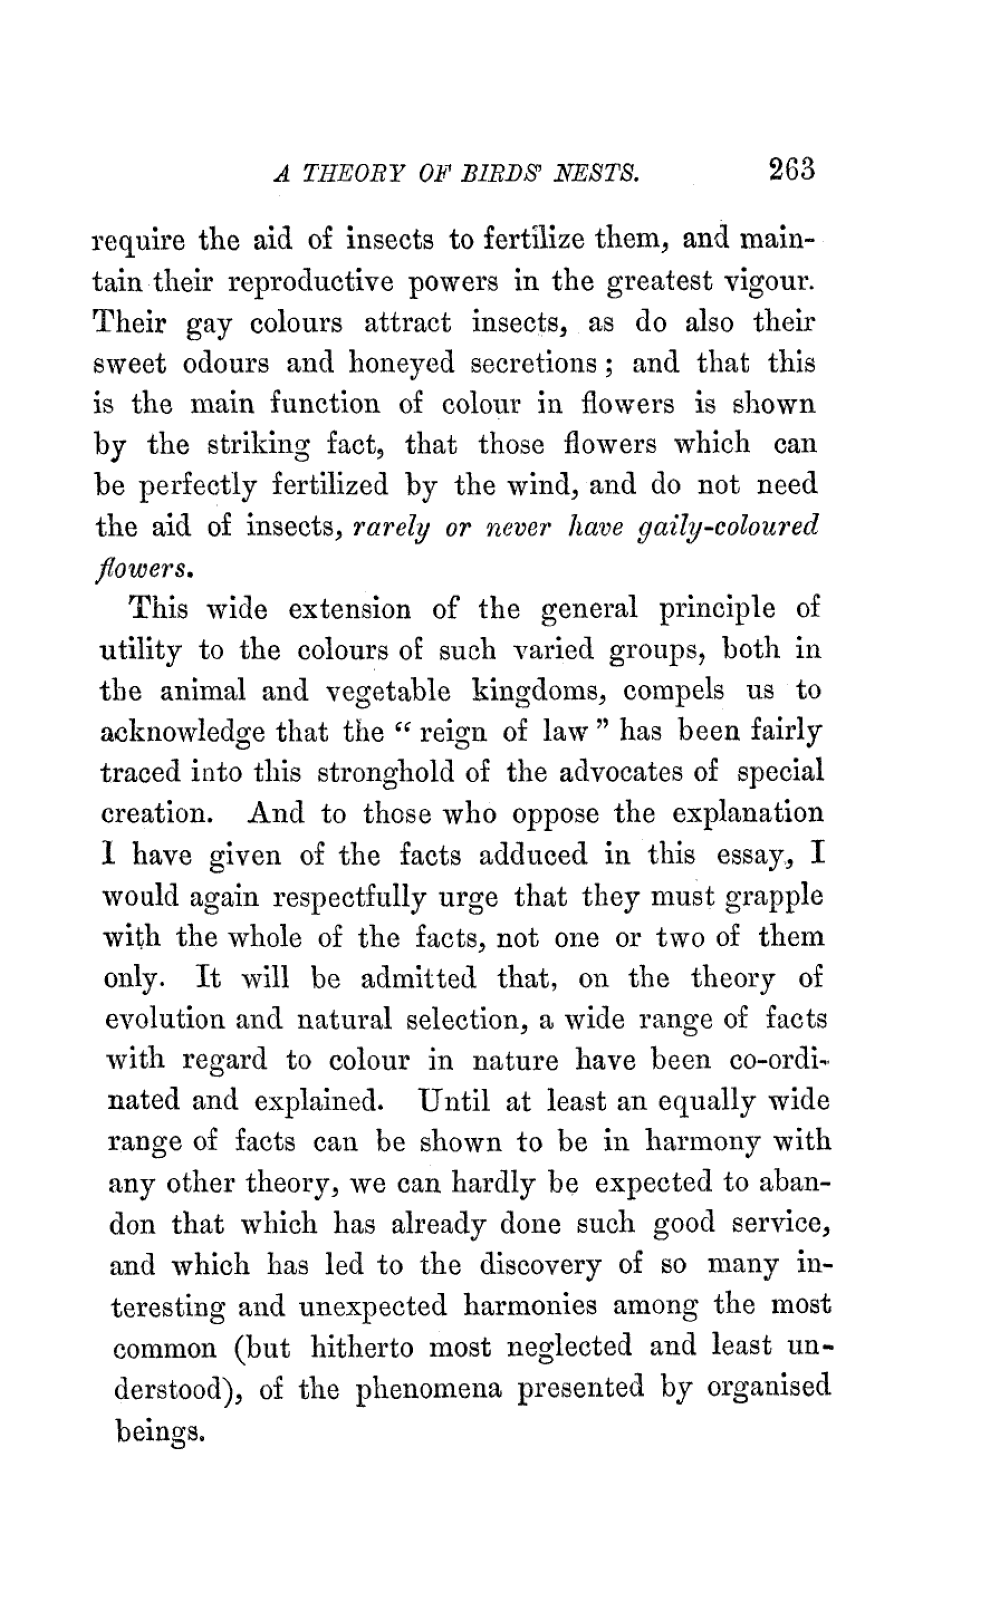 A THEORY OF BIRDS' NESTS. 263
require the aid of insects to fertilize them, and main-
tain their reproductive powers in the greatest vigour.
Their gay colours attract insects, as do also their
sweet odours and honeyed secretions; and that this
is the main function of colour in flowers is shown
by the striking fact, that those flowers which can
be perfectly fertilized by the wind, and do not need
the aid of insects, rarely or never have gaily-coloured
flowers.
This wide extension of the general principle of
utility to the colours of such varied groups, both in
the animal and vegetable kingdoms, compels us to
acknowledge that the "reign of law" has been fairly
traced into this stronghold of the advocates of special
creation. And to those who oppose the explanation
I have given of the facts adduced in this essay, I
would again respectfully urge that they must grapple
with the whole of the facts, not one or two of them
only. It will be admitted that, on the theory of
evolution and natural selection, a wide range of facts
with regard to colour in nature have been co-ordi-
nated and explained. Until at least an equally wide
range of facts can be shown to be in harmony with
any other theory, we can hardly be expected to aban-
don that which has already done such good service,
and which has led to the discovery of so many in-
teresting and unexpected harmonies among the most
common (but hitherto most neglected and least un-
derstood), of the phenomena presented by organised
beings.